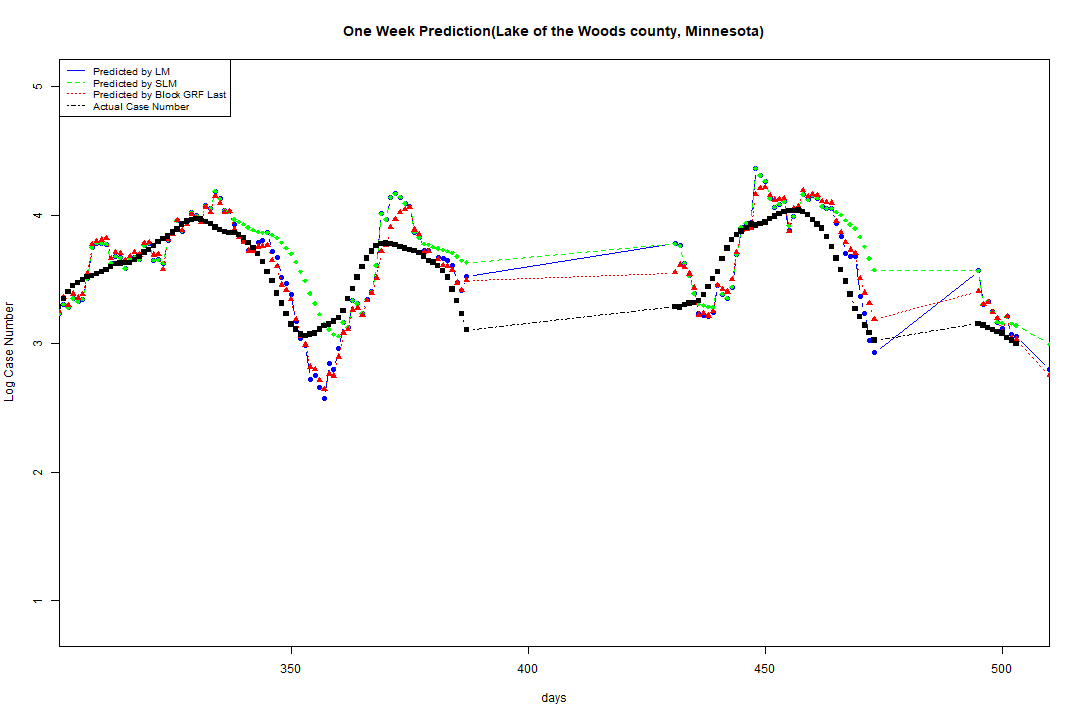 One Week Prediction(Lake of the Woods county, Minnesota)
Predicted by LM
Predicted by SLM
Predicted by Block GRF Last
Actual Case Number
5
4
3
2
1
Log Case Number
350
400
450
500
days